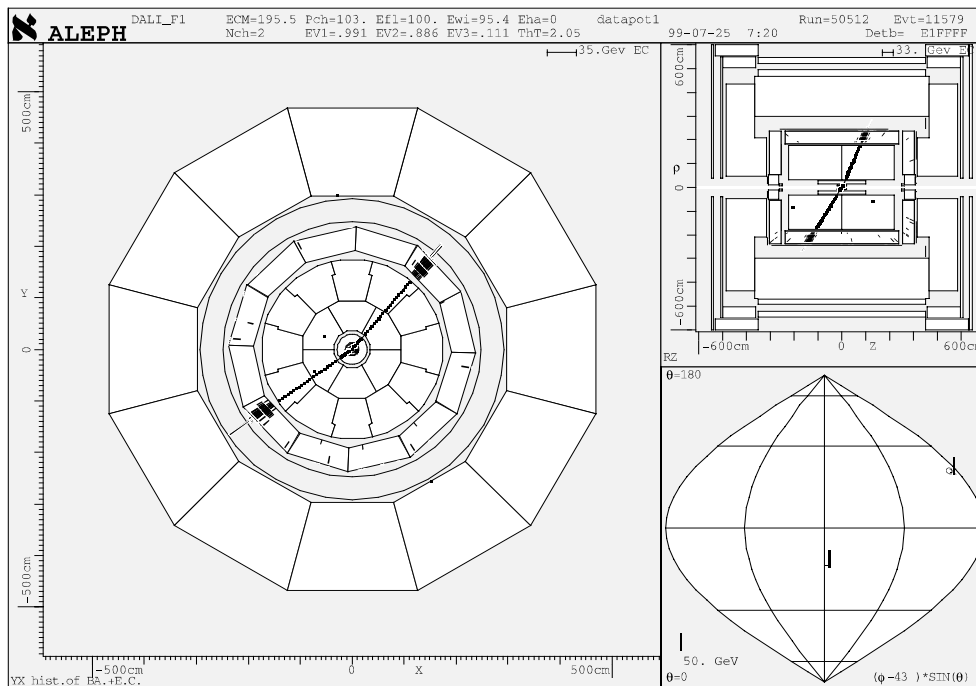 ALEPH
DALI_F1 ECM=195.5 Pch=103. Efl=100. Ewi=95.4 Eha=0 datapot1 Run=50512 Evt=11579
Nch=2 EV1=.991 EV2=.886 EV3=.111 ThT=2.05 99-07-25 7:20 Detb= E1FFFF
35.Gev EC
500cm
Y
0
-500cm
-500cm 0 X 500cm
YX hist.of BA.+E.C.
33. Gev EC
600cm
ρ
0
-600cm
-600cm 0 Z 600cm
RZ
θ=180
50. GeV
θ=0 (ϕ-43 )*SIN(θ)